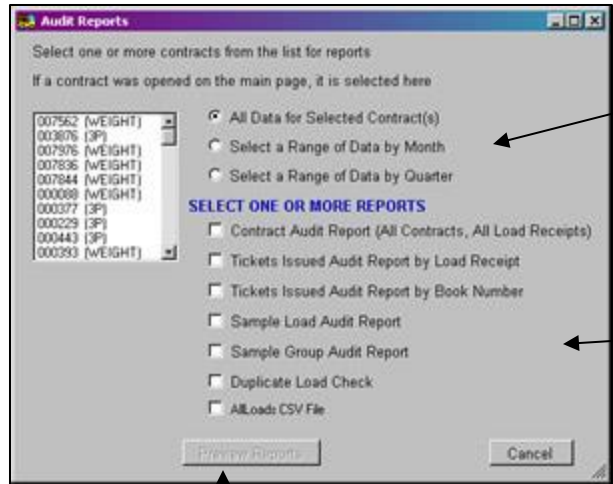 Audit Reports
Select one or more contracts from the list for reports
If a contract was opened on the main page, it is selected here
007562 (WEIGHT)
003876 (3P)
007976 (WEIGHT)
007836 (WEIGHT)
007844 (WEIGHT)
000088 (WEIGHT)
000377 (3P)
000229 (3P)
000443 (3P)
000393 (WEIGHT)
All Data for Selected Contract(s)
Select a Range of Data by Month
Select a Range of Data by Quarter
SELECT ONE OR MORE REPORTS
Contract Audit Report (All Contracts, All Load Receipts)
Tickets Issued Audit Report by Load Receipt
Tickets Issued Audit Report by Book Number
Sample Load Audit Report
Sample Group Audit Report
Duplicate Load Check
AllLoads CSV File
Preview Reports
Cancel